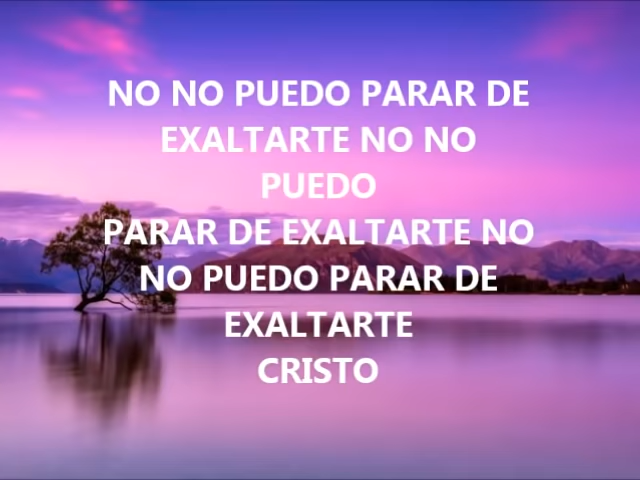 NO NO PUEDO PARAR DE
EXALTARTE NO NO
PUEDO
PARAR DE EXALTARTE NO
NO PUEDO PARAR DE
EXALTARTE
CRISTO